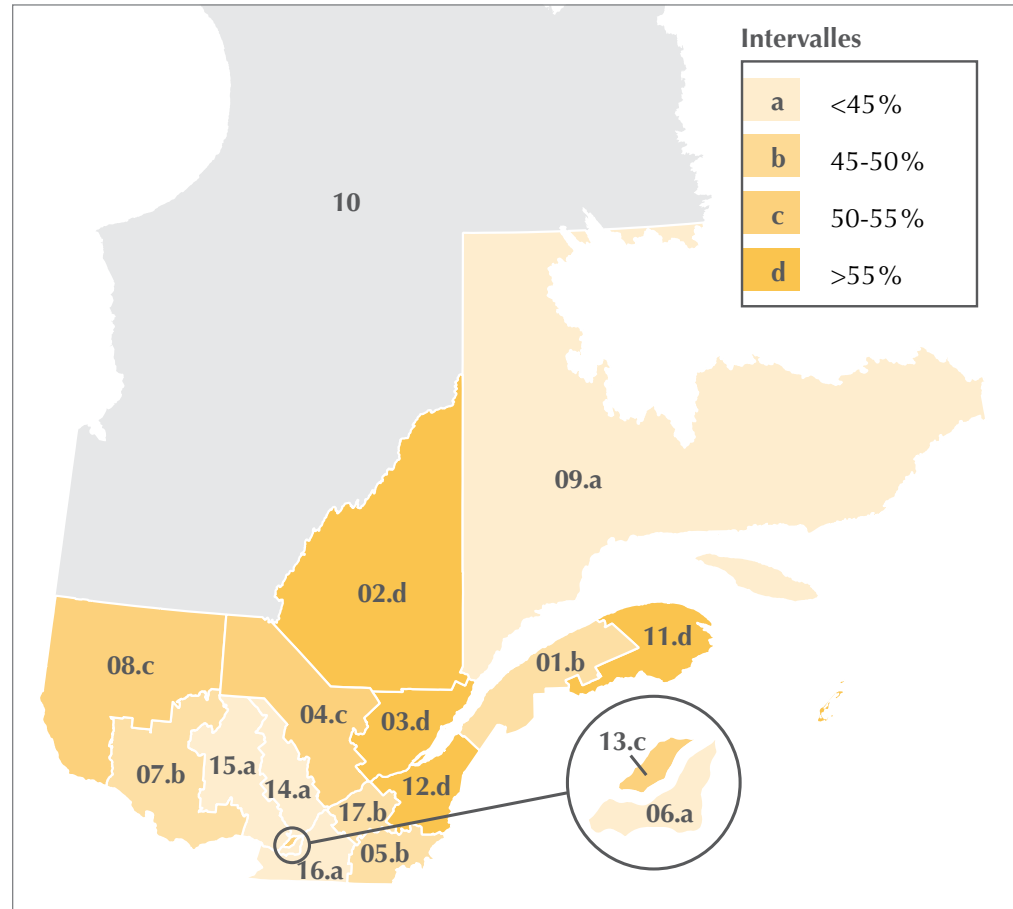 Intervalles
a <45%
b 45-50%
c 50-55%
d >55%
10
09.a
02.d
11.d
01.b
08.c
04.c
03.d
13.c
15.a
07.b
14.a
12.d
17.b
06.a
05.b
16.a